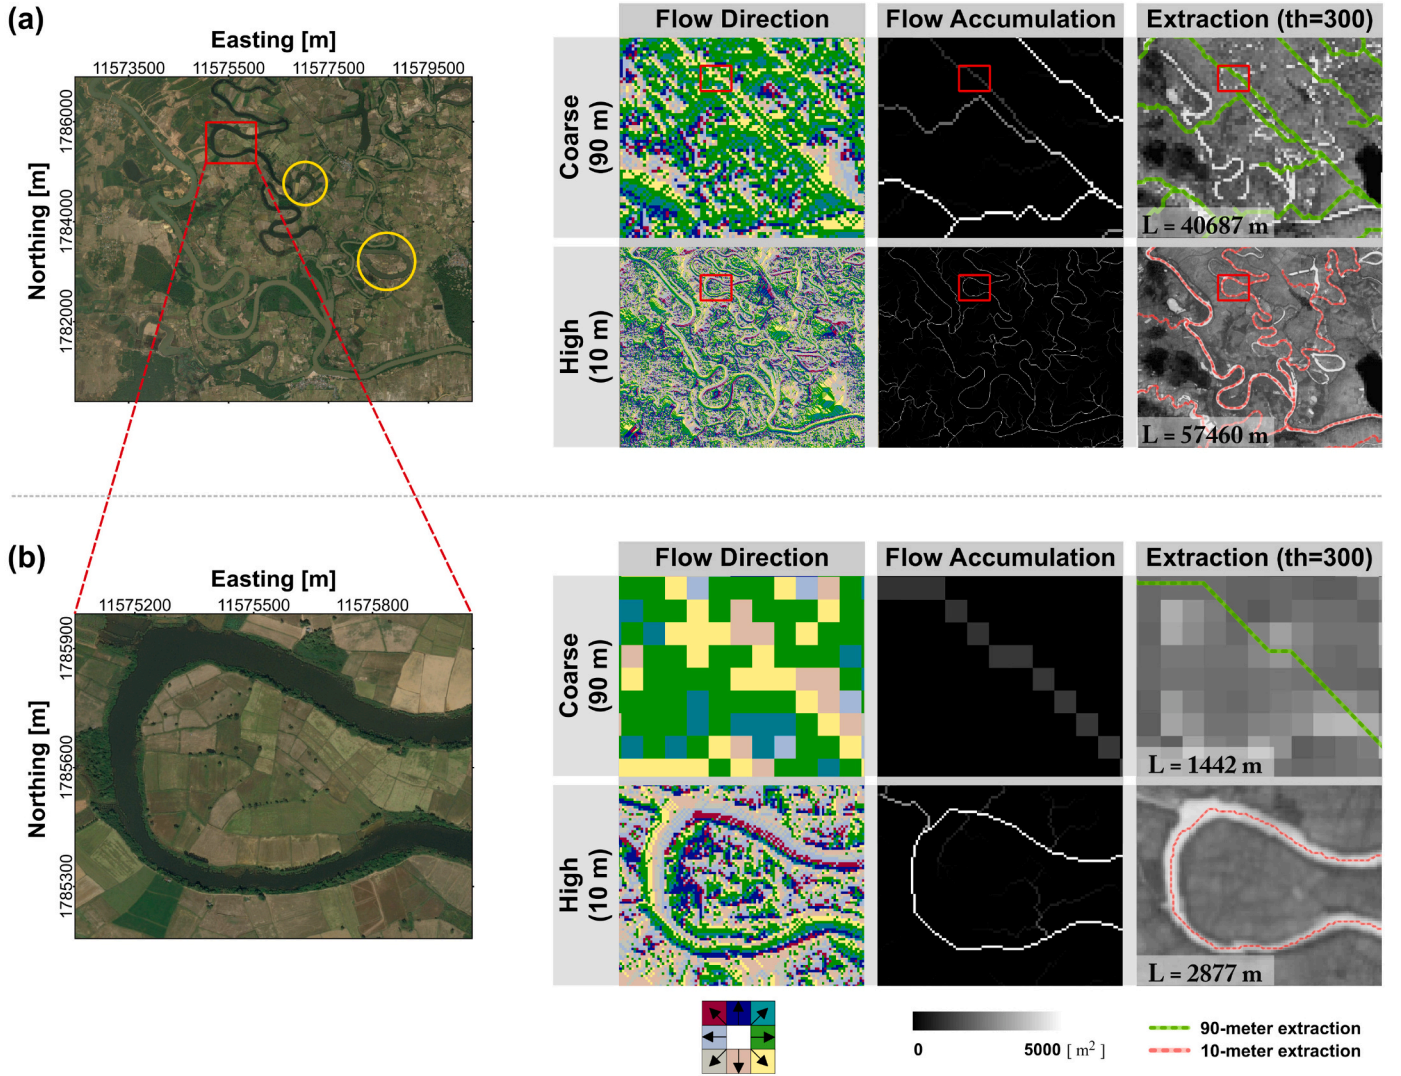 (a)
Easting [m]
11573500 11575500 11577500 11579500
Northing [m]
1786000
1784000
1782000
Flow Direction Flow Accumulation Extraction (th=300)
Coarse
(90 m)
L = 40687 m
High
(10 m)
L = 57460 m
(b)
Easting [m]
11575200 11575500 11575800
Northing [m]
1785900
1785600
1785300
Flow Direction Flow Accumulation Extraction (th=300)
Coarse
(90 m)
L = 1442 m
High
(10 m)
L = 2877 m
0 5000 [ m² ]
90-meter extraction
10-meter extraction